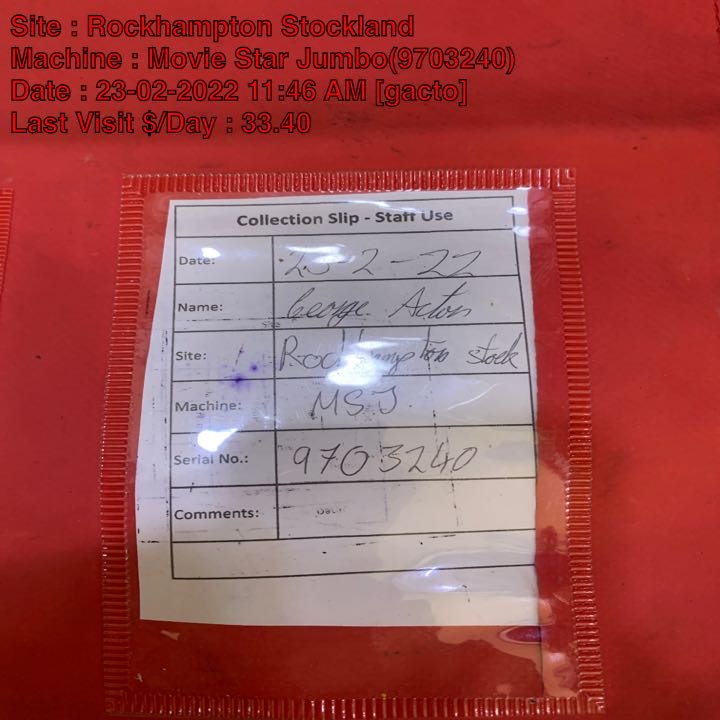 Site : Rockhampton Stockland
Machine : Movie Star Jumbo(9703240)
Date : 23-02-2022 11:46 AM [gacto]
Last Visit $/Day : 33.40
Collection Slip - Staff Use
Date: 23-2-22
Name: George Acton
Site: Rockhampton stock
Machine: MSJ
Serial No.: 9703240
Comments: